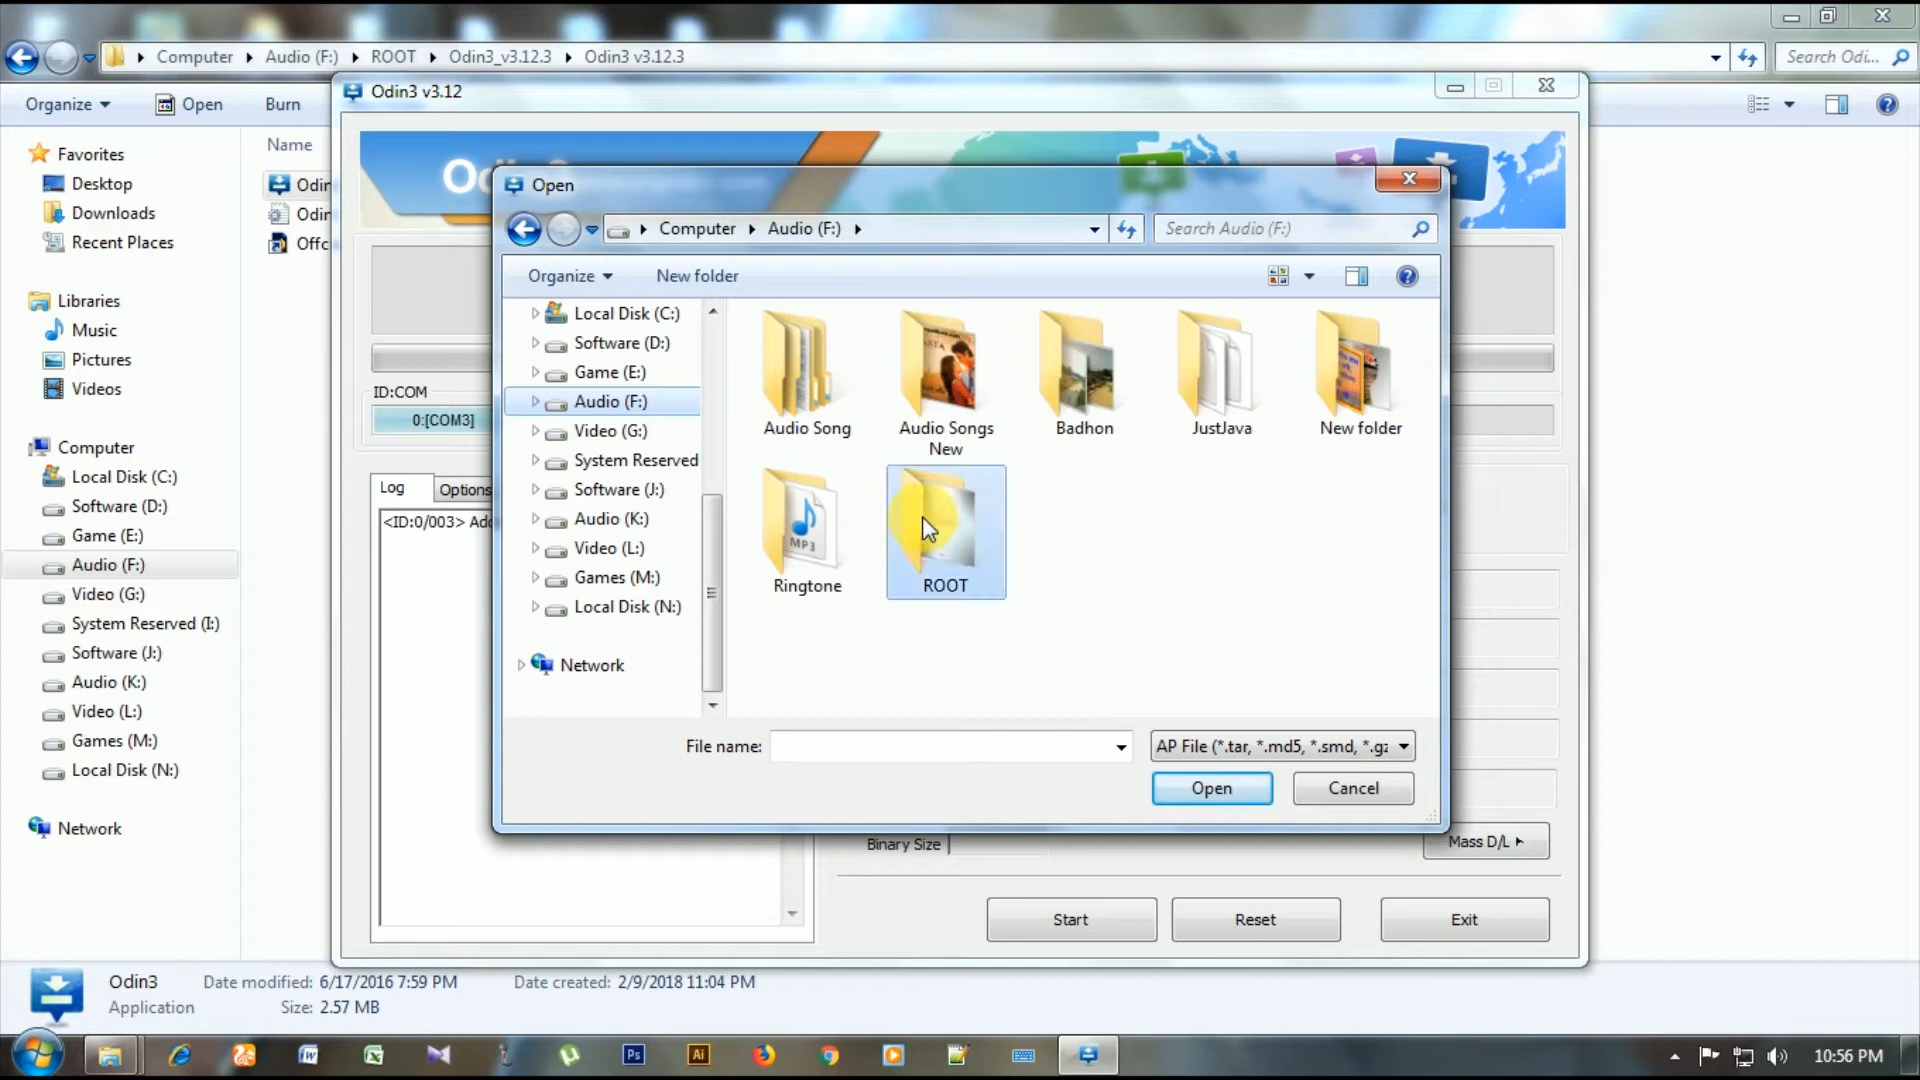 Computer Audio (F:) ROOT Odin3_v3.12.3 Odin3 v3.12.3
Search Odi...
Organize Open Burn
Odin3 v3.12
Favorites
Desktop
Downloads
Recent Places
Libraries
Music
Pictures
Videos
Computer
Local Disk (C:)
Software (D:)
Game (E:)
Audio (F:)
Video (G:)
System Reserved (I:)
Software (J:)
Audio (K:)
Video (L:)
Games (M:)
Local Disk (N:)
Network
Name
ID:COM
0:[COM3]
Log Options
<ID:0/003>
Open
Computer Audio (F:)
Search Audio (F:)
Organize New folder
Local Disk (C:)
Software (D:)
Game (E:)
Audio (F:)
Video (G:)
System Reserved
Software (J:)
Audio (K:)
Video (L:)
Games (M:)
Local Disk (N:)
Network
Audio Song
Audio Songs
New
Badhon
JustJava
New folder
MP3
Ringtone
ROOT
File name:
AP File (*.tar, *.md5, *.smd, *.gz
Open Cancel
Binary Size
Mass D/L
Start Reset Exit
Odin3 Date modified: 6/17/2016 7:59 PM Date created: 2/9/2018 11:04 PM
Application Size: 2.57 MB
Ps
Ai
10:56 PM